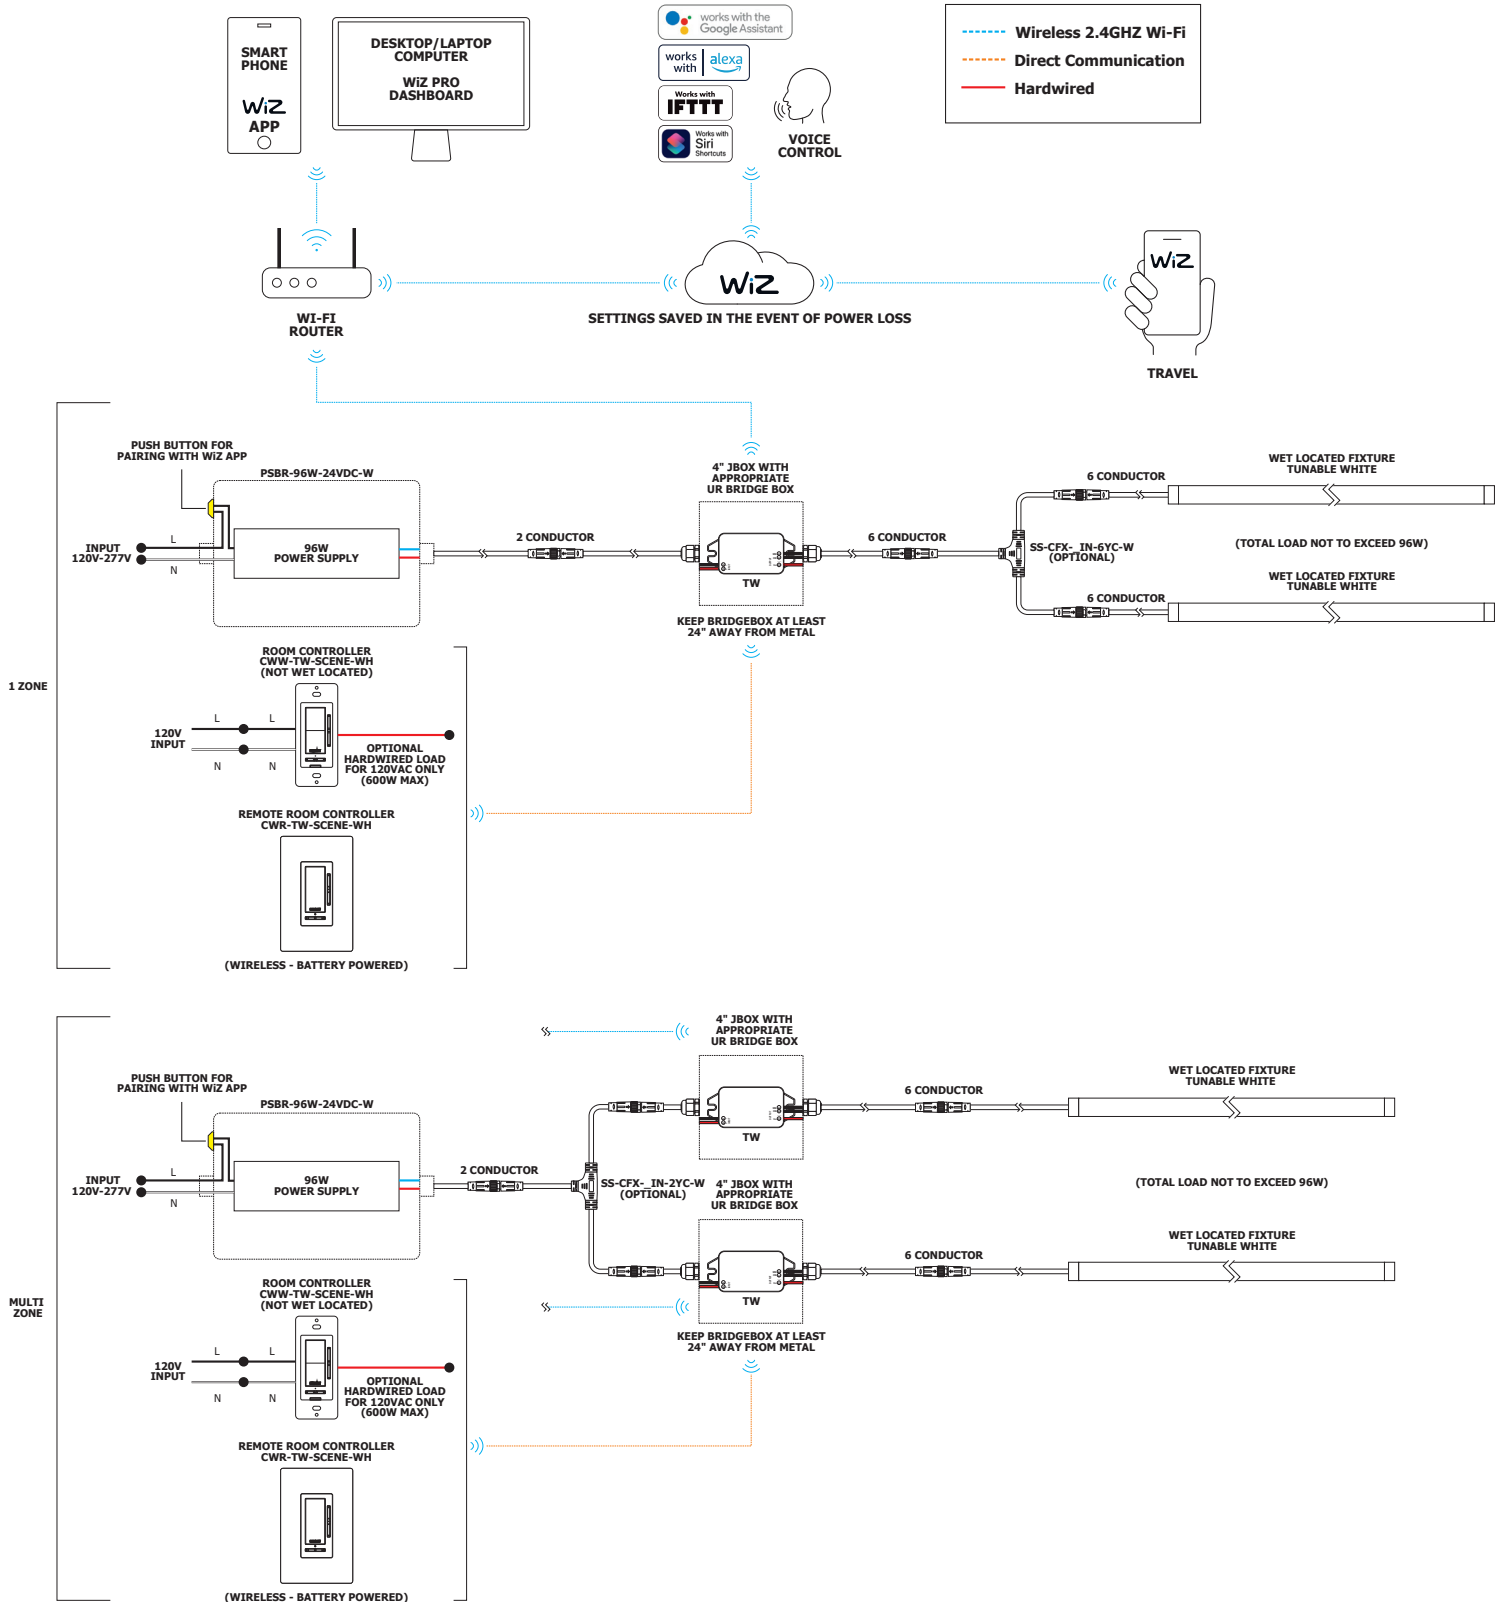 SMART
PHONE
WiZ
APP
DESKTOP/LAPTOP
COMPUTER
WiZ PRO
DASHBOARD
works with the
Google Assistant
works
with
alexa
Works with
IFTTT
Works with
Siri
Shortcuts
VOICE
CONTROL
Wireless 2.4GHZ Wi-Fi
Direct Communication
Hardwired
WI-FI
ROUTER
WiZ
SETTINGS SAVED IN THE EVENT OF POWER LOSS
WiZ
TRAVEL
1 ZONE
PUSH BUTTON FOR
PAIRING WITH WiZ APP
PSBR-96W-24VDC-W
INPUT
120V-277V
L
N
96W
POWER SUPPLY
2 CONDUCTOR
4" JBOX WITH
APPROPRIATE
UR BRIDGE BOX
TW
KEEP BRIDGEBOX AT LEAST
24" AWAY FROM METAL
6 CONDUCTOR
SS-CFX-_IN-6YC-W
(OPTIONAL)
6 CONDUCTOR
WET LOCATED FIXTURE
TUNABLE WHITE
(TOTAL LOAD NOT TO EXCEED 96W)
6 CONDUCTOR
WET LOCATED FIXTURE
TUNABLE WHITE
ROOM CONTROLLER
CWW-TW-SCENE-WH
(NOT WET LOCATED)
120V
INPUT
L L
N N
OPTIONAL
HARDWIRED LOAD
FOR 120VAC ONLY
(600W MAX)
REMOTE ROOM CONTROLLER
CWR-TW-SCENE-WH
(WIRELESS - BATTERY POWERED)
MULTI
ZONE
PUSH BUTTON FOR
PAIRING WITH WiZ APP
PSBR-96W-24VDC-W
INPUT
120V-277V
L
N
96W
POWER SUPPLY
2 CONDUCTOR
SS-CFX-_IN-2YC-W
(OPTIONAL)
4" JBOX WITH
APPROPRIATE
UR BRIDGE BOX
TW
6 CONDUCTOR
WET LOCATED FIXTURE
TUNABLE WHITE
(TOTAL LOAD NOT TO EXCEED 96W)
4" JBOX WITH
APPROPRIATE
UR BRIDGE BOX
TW
6 CONDUCTOR
WET LOCATED FIXTURE
TUNABLE WHITE
KEEP BRIDGEBOX AT LEAST
24" AWAY FROM METAL
ROOM CONTROLLER
CWW-TW-SCENE-WH
(NOT WET LOCATED)
120V
INPUT
L L
N N
OPTIONAL
HARDWIRED LOAD
FOR 120VAC ONLY
(600W MAX)
REMOTE ROOM CONTROLLER
CWR-TW-SCENE-WH
(WIRELESS - BATTERY POWERED)